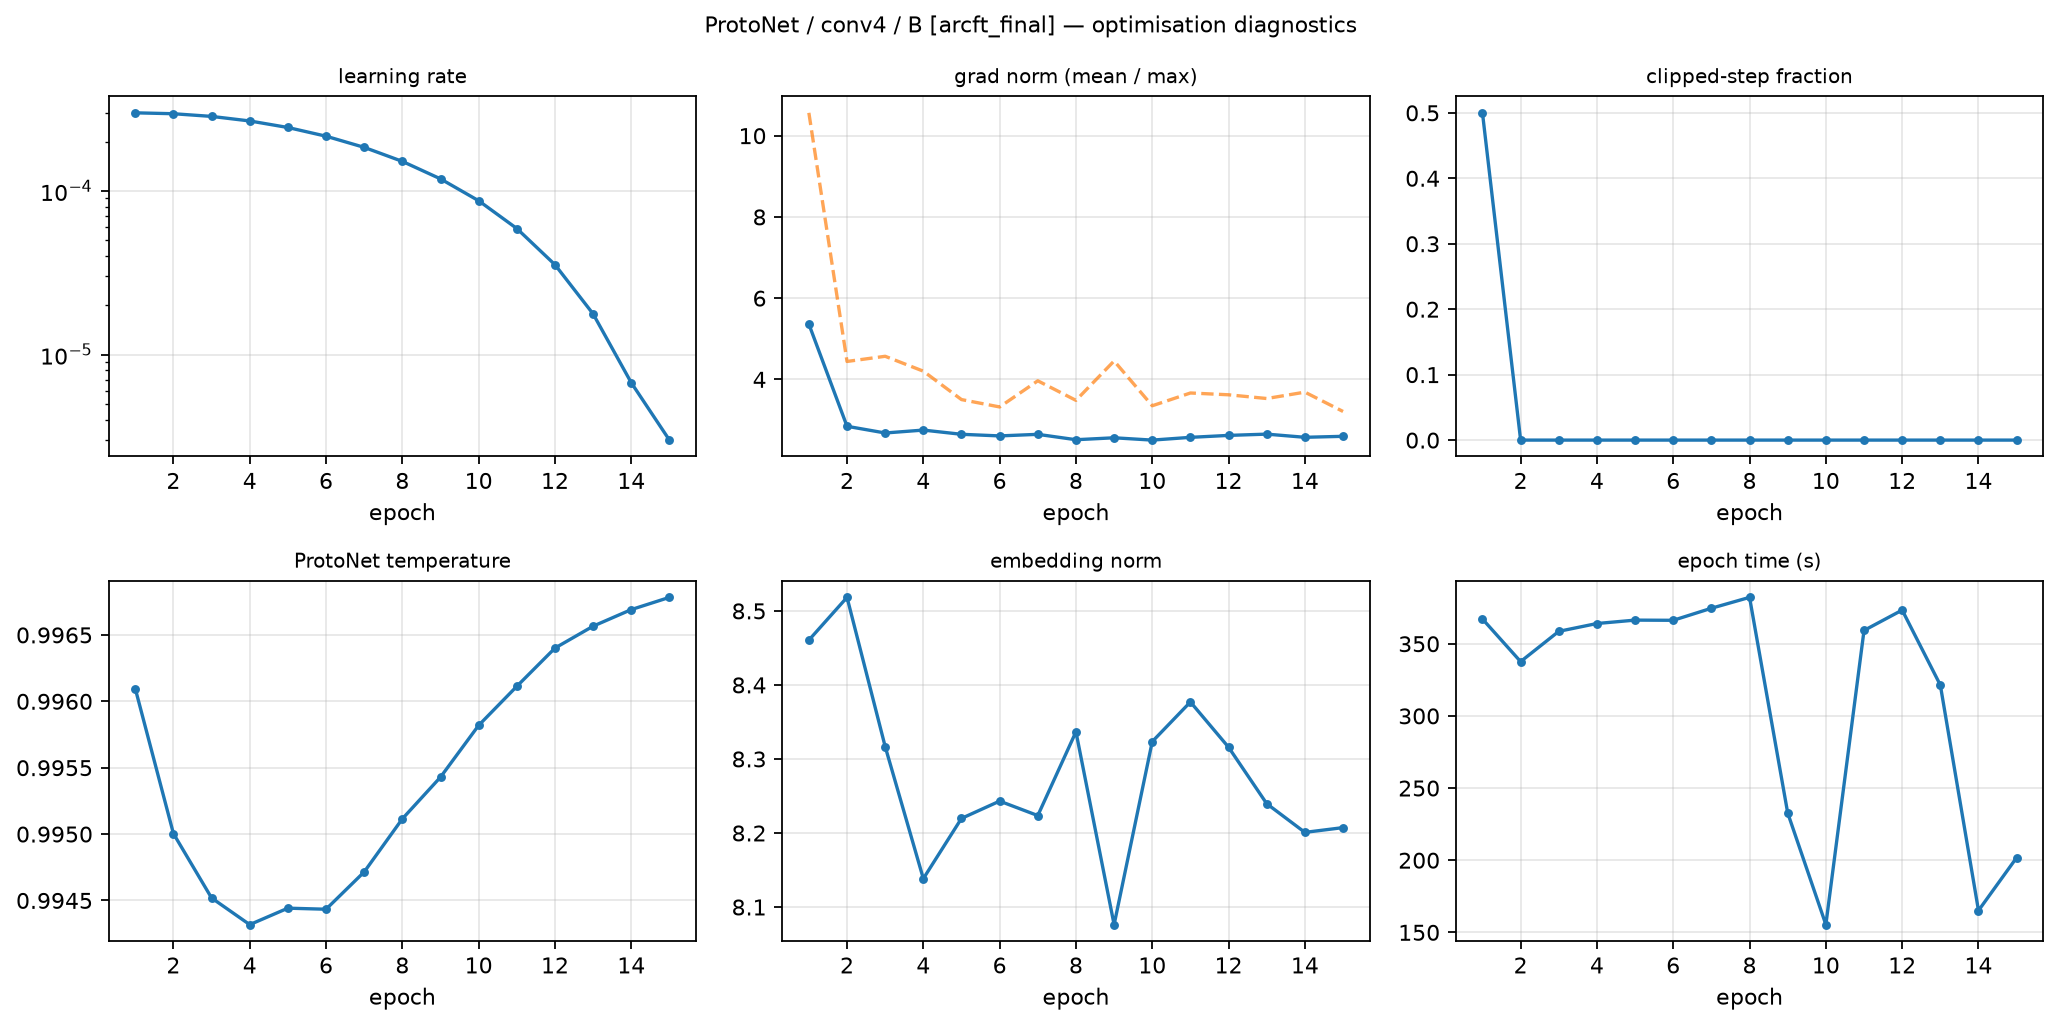 ProtoNet / conv4 / B [arcft_final] — optimisation diagnostics
learning rate
10⁻⁴
10⁻⁵
2 4 6 8 10 12 14
epoch
grad norm (mean / max)
10
8
6
4
2 4 6 8 10 12 14
epoch
clipped-step fraction
0.5
0.4
0.3
0.2
0.1
0.0
2 4 6 8 10 12 14
epoch
ProtoNet temperature
0.9965
0.9960
0.9955
0.9950
0.9945
2 4 6 8 10 12 14
epoch
embedding norm
8.5
8.4
8.3
8.2
8.1
2 4 6 8 10 12 14
epoch
epoch time (s)
350
300
250
200
150
2 4 6 8 10 12 14
epoch